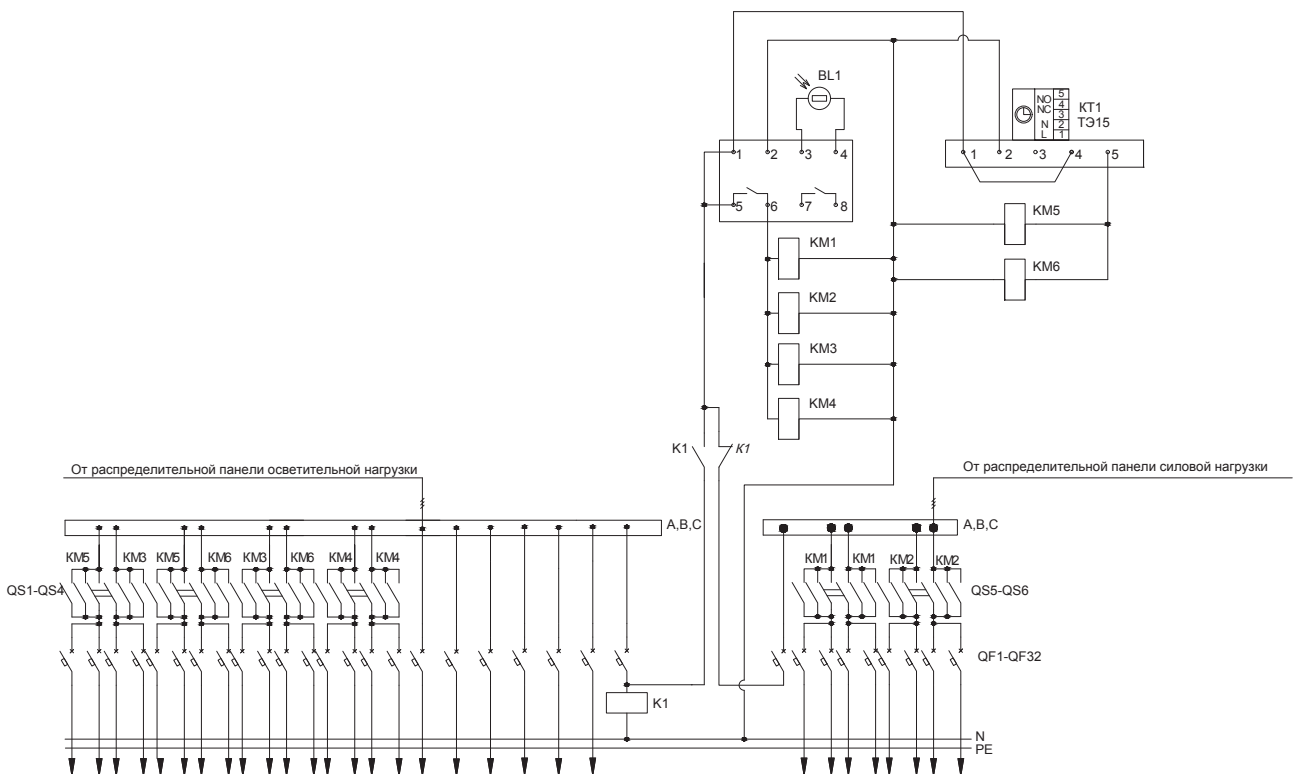 BL1
NO
NC
N
L
5
4
3
2
1
КТ1
ТЭ15
1 2 3 4
1 2 3 4 5
5 6 7 8
KM5
KM1
KM6
KM2
KM3
KM4
K1 K1
От распределительной панели осветительной нагрузки
От распределительной панели силовой нагрузки
A,B,C
A,B,C
KM5 KM3 KM5 KM6 KM3 KM6 KM4 KM4
KM1 KM1 KM2 KM2
QS1-QS4
QS5-QS6
QF1-QF32
K1
N
PE